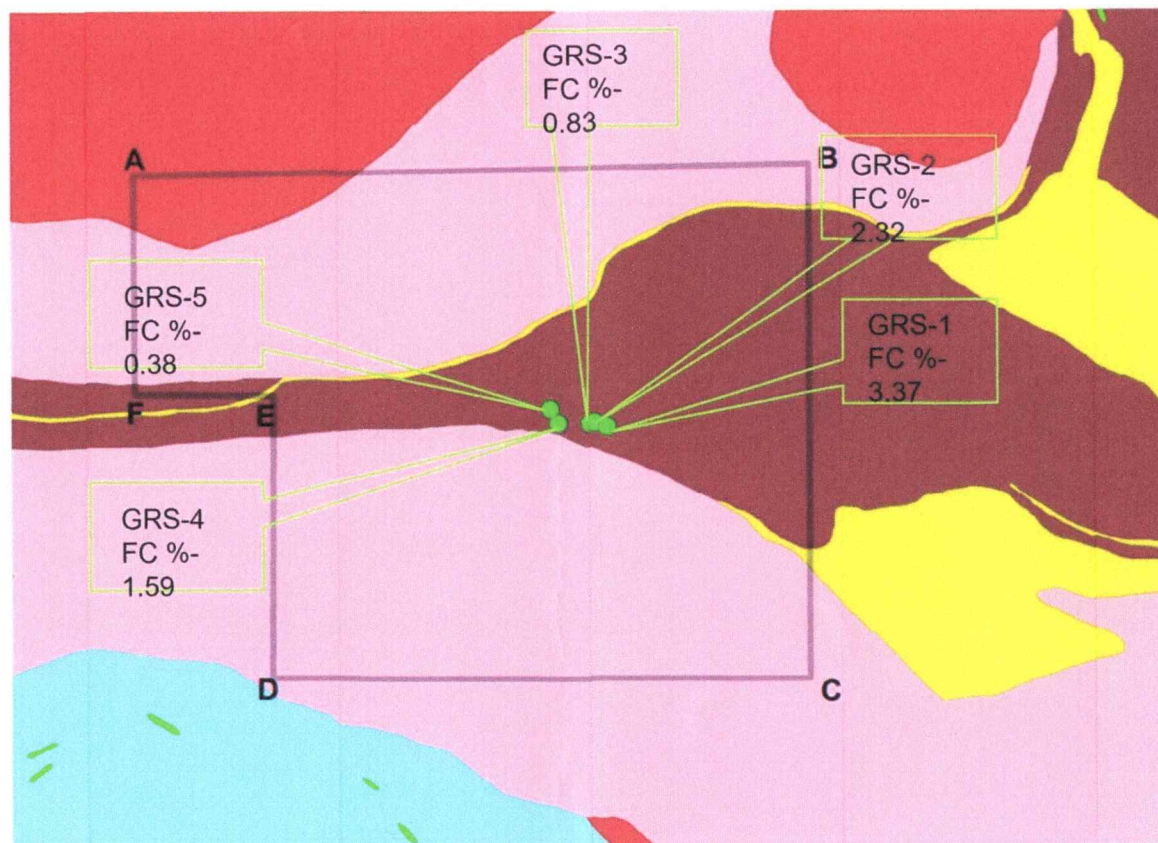 GRS-3
FC %-
0.83
A
B
GRS-2
FC %-
2.32
GRS-5
FC %-
0.38
GRS-1
FC %-
3.37
F
E
GRS-4
FC %-
1.59
D
C